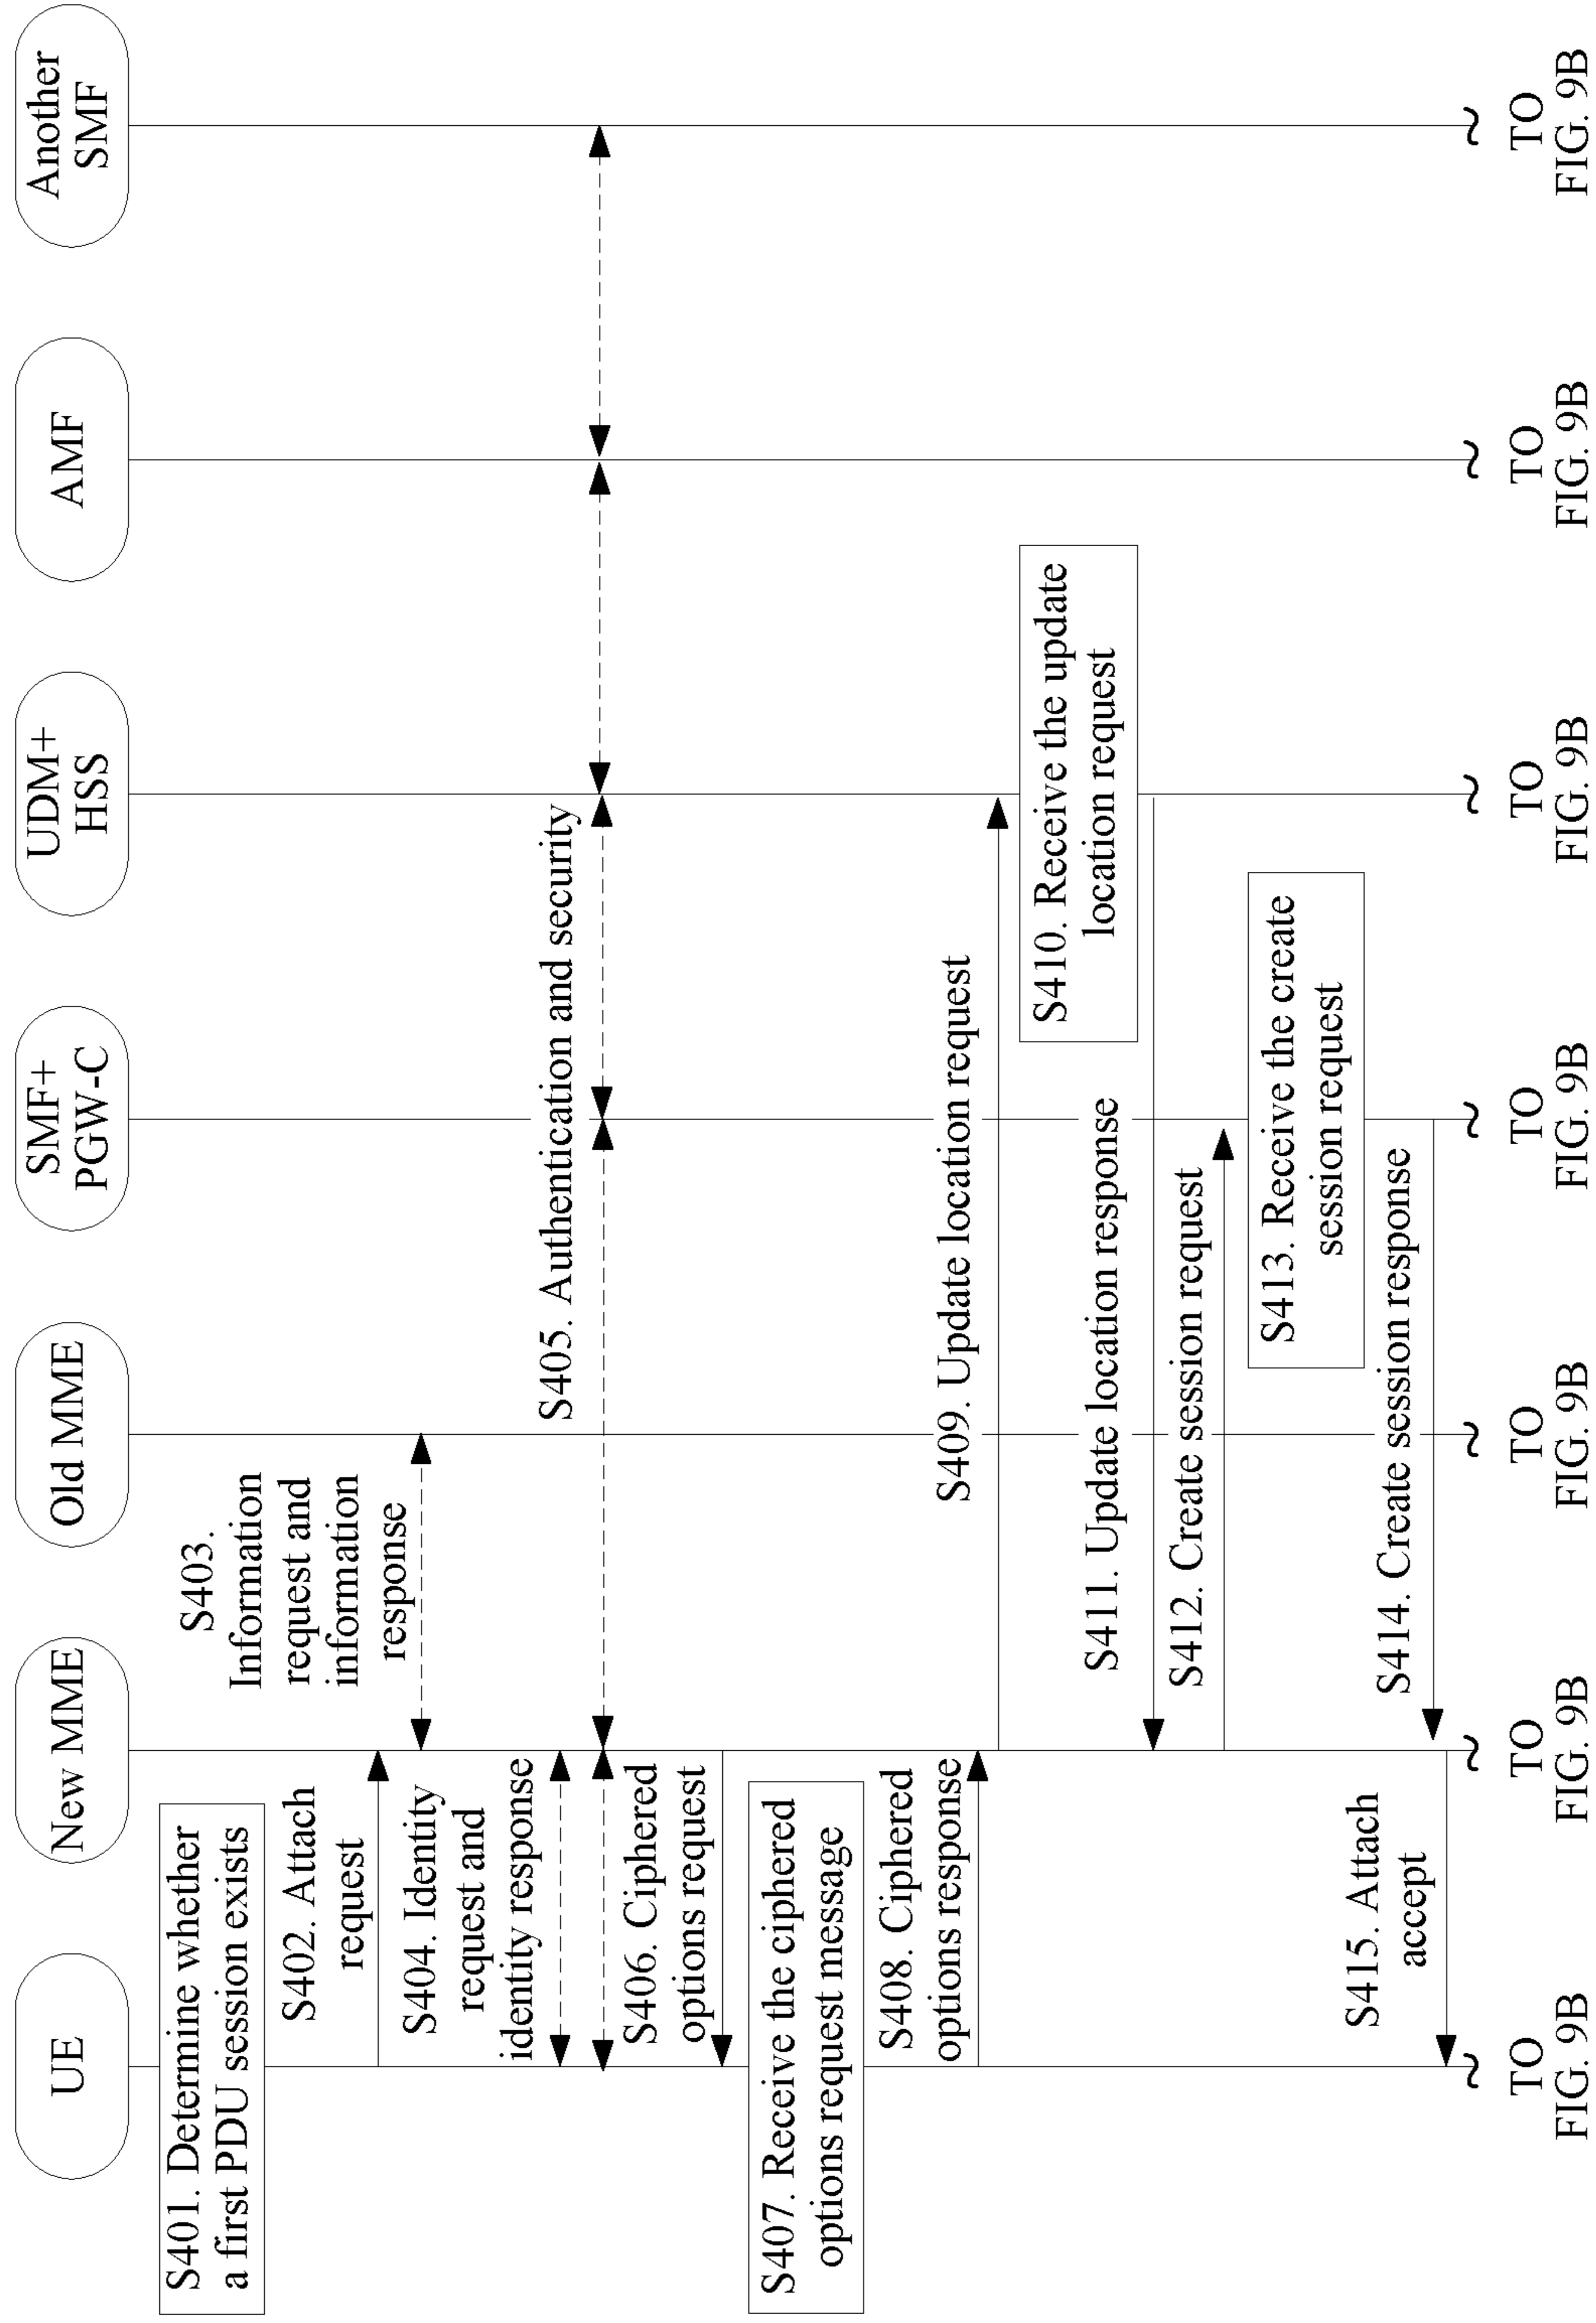 UE
New MME
Old MME
SMF+
PGW-C
UDM+
HSS
AMF
Another
SMF
S401. Determine whether
a first PDU session exists
S402. Attach
request
S403.
Information
request and
information
response
S404. Identity
request and
identity response
S405. Authentication and security
S406. Ciphered
options request
S407. Receive the ciphered
options request message
S408. Ciphered
options response
S409. Update location request
S410. Receive the update
location request
S411. Update location response
S412. Create session request
S413. Receive the create
session request
S414. Create session response
S415. Attach
accept
TO
FIG. 9B
TO
FIG. 9B
TO
FIG. 9B
TO
FIG. 9B
TO
FIG. 9B
TO
FIG. 9B
TO
FIG. 9B